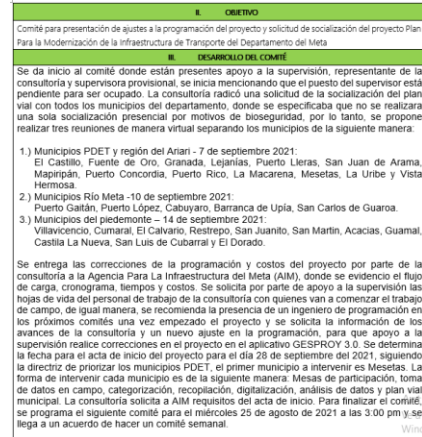 II. OBJETIVO
Comité para presentación de ajustes a la programación del proyecto y solicitud de socialización del proyecto Plan
Para la Modernización de la Infraestructura de Transporte del Departamento del Meta
III. DESARROLLO DEL COMITÉ
Se da inicio al comité donde están presentes apoyo a la supervisión, representante de la
consultoría y supervisora provisional, se inicia mencionando que el puesto del supervisor está
pendiente para ser ocupado. La consultoría radicó una solicitud de la socialización del plan
vial con todos los municipios del departamento, donde se especificaba que no se realizara
una sola socialización presencial por motivos de bioseguridad, por lo tanto, se propone
realizar tres reuniones de manera virtual separando los municipios de la siguiente manera:
1.) Municipios PDET y región del Ariari - 7 de septiembre 2021:
El Castillo, Fuente de Oro, Granada, Lejanías, Puerto Lleras, San Juan de Arama,
Mapiripán, Puerto Concordia, Puerto Rico, La Macarena, Mesetas, La Uribe y Vista
Hermosa.
2.) Municipios Río Meta -10 de septiembre 2021:
Puerto Gaitán, Puerto López, Cabuyaro, Barranca de Upía, San Carlos de Guaroa.
3.) Municipios del piedemonte – 14 de septiembre 2021:
Villavicencio, Cumaral, El Calvario, Restrepo, San Juanito, San Martin, Acacias, Guamal,
Castila La Nueva, San Luis de Cubarral y El Dorado.
Se entrega las correcciones de la programación y costos del proyecto por parte de la
consultoría a la Agencia Para La Infraestructura del Meta (AIM), donde se evidencio el flujo
de carga, cronograma, tiempos y costos. Se solicita por parte de apoyo a la supervisión las
hojas de vida del personal de trabajo de la consultoría con quienes van a comenzar el trabajo
de campo, de igual manera, se recomienda la presencia de un ingeniero de programación en
los próximos comités una vez empezado el proyecto y se solicita la información de los
avances de la consultoría y un nuevo ajuste en la programación, para que apoyo a la
supervisión realice correcciones en el proyecto en el aplicativo GESPROY 3.0. Se determina
la fecha para el acta de inicio del proyecto para el día 28 de septiembre del 2021, siguiendo
la directriz de priorizar los municipios PDET, el primer municipio a intervenir es Mesetas. La
forma de intervenir cada municipio es de la siguiente manera: Mesas de participación, toma
de datos en campo, categorización, recopilación, digitalización, análisis de datos y plan vial
municipal. La consultoría solicita a AIM requisitos del acta de inicio. Para finalizar el comité,
se programa el siguiente comité para el miércoles 25 de agosto de 2021 a las 3:00 pm y se
llega a un acuerdo de hacer un comité semanal.